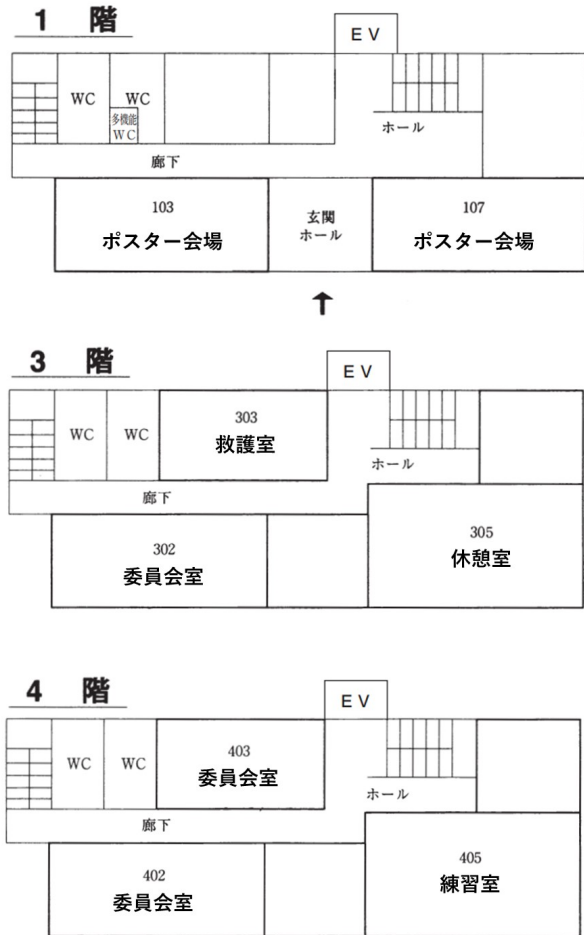 1 階
EV
WC
WC
多機能
WC
ホール
廊下
103
ポスター会場
玄関
ホール
107
ポスター会場
↑
3 階
EV
WC
WC
303
救護室
ホール
廊下
302
委員会室
305
休憩室
4 階
EV
WC
WC
403
委員会室
ホール
廊下
402
委員会室
405
練習室